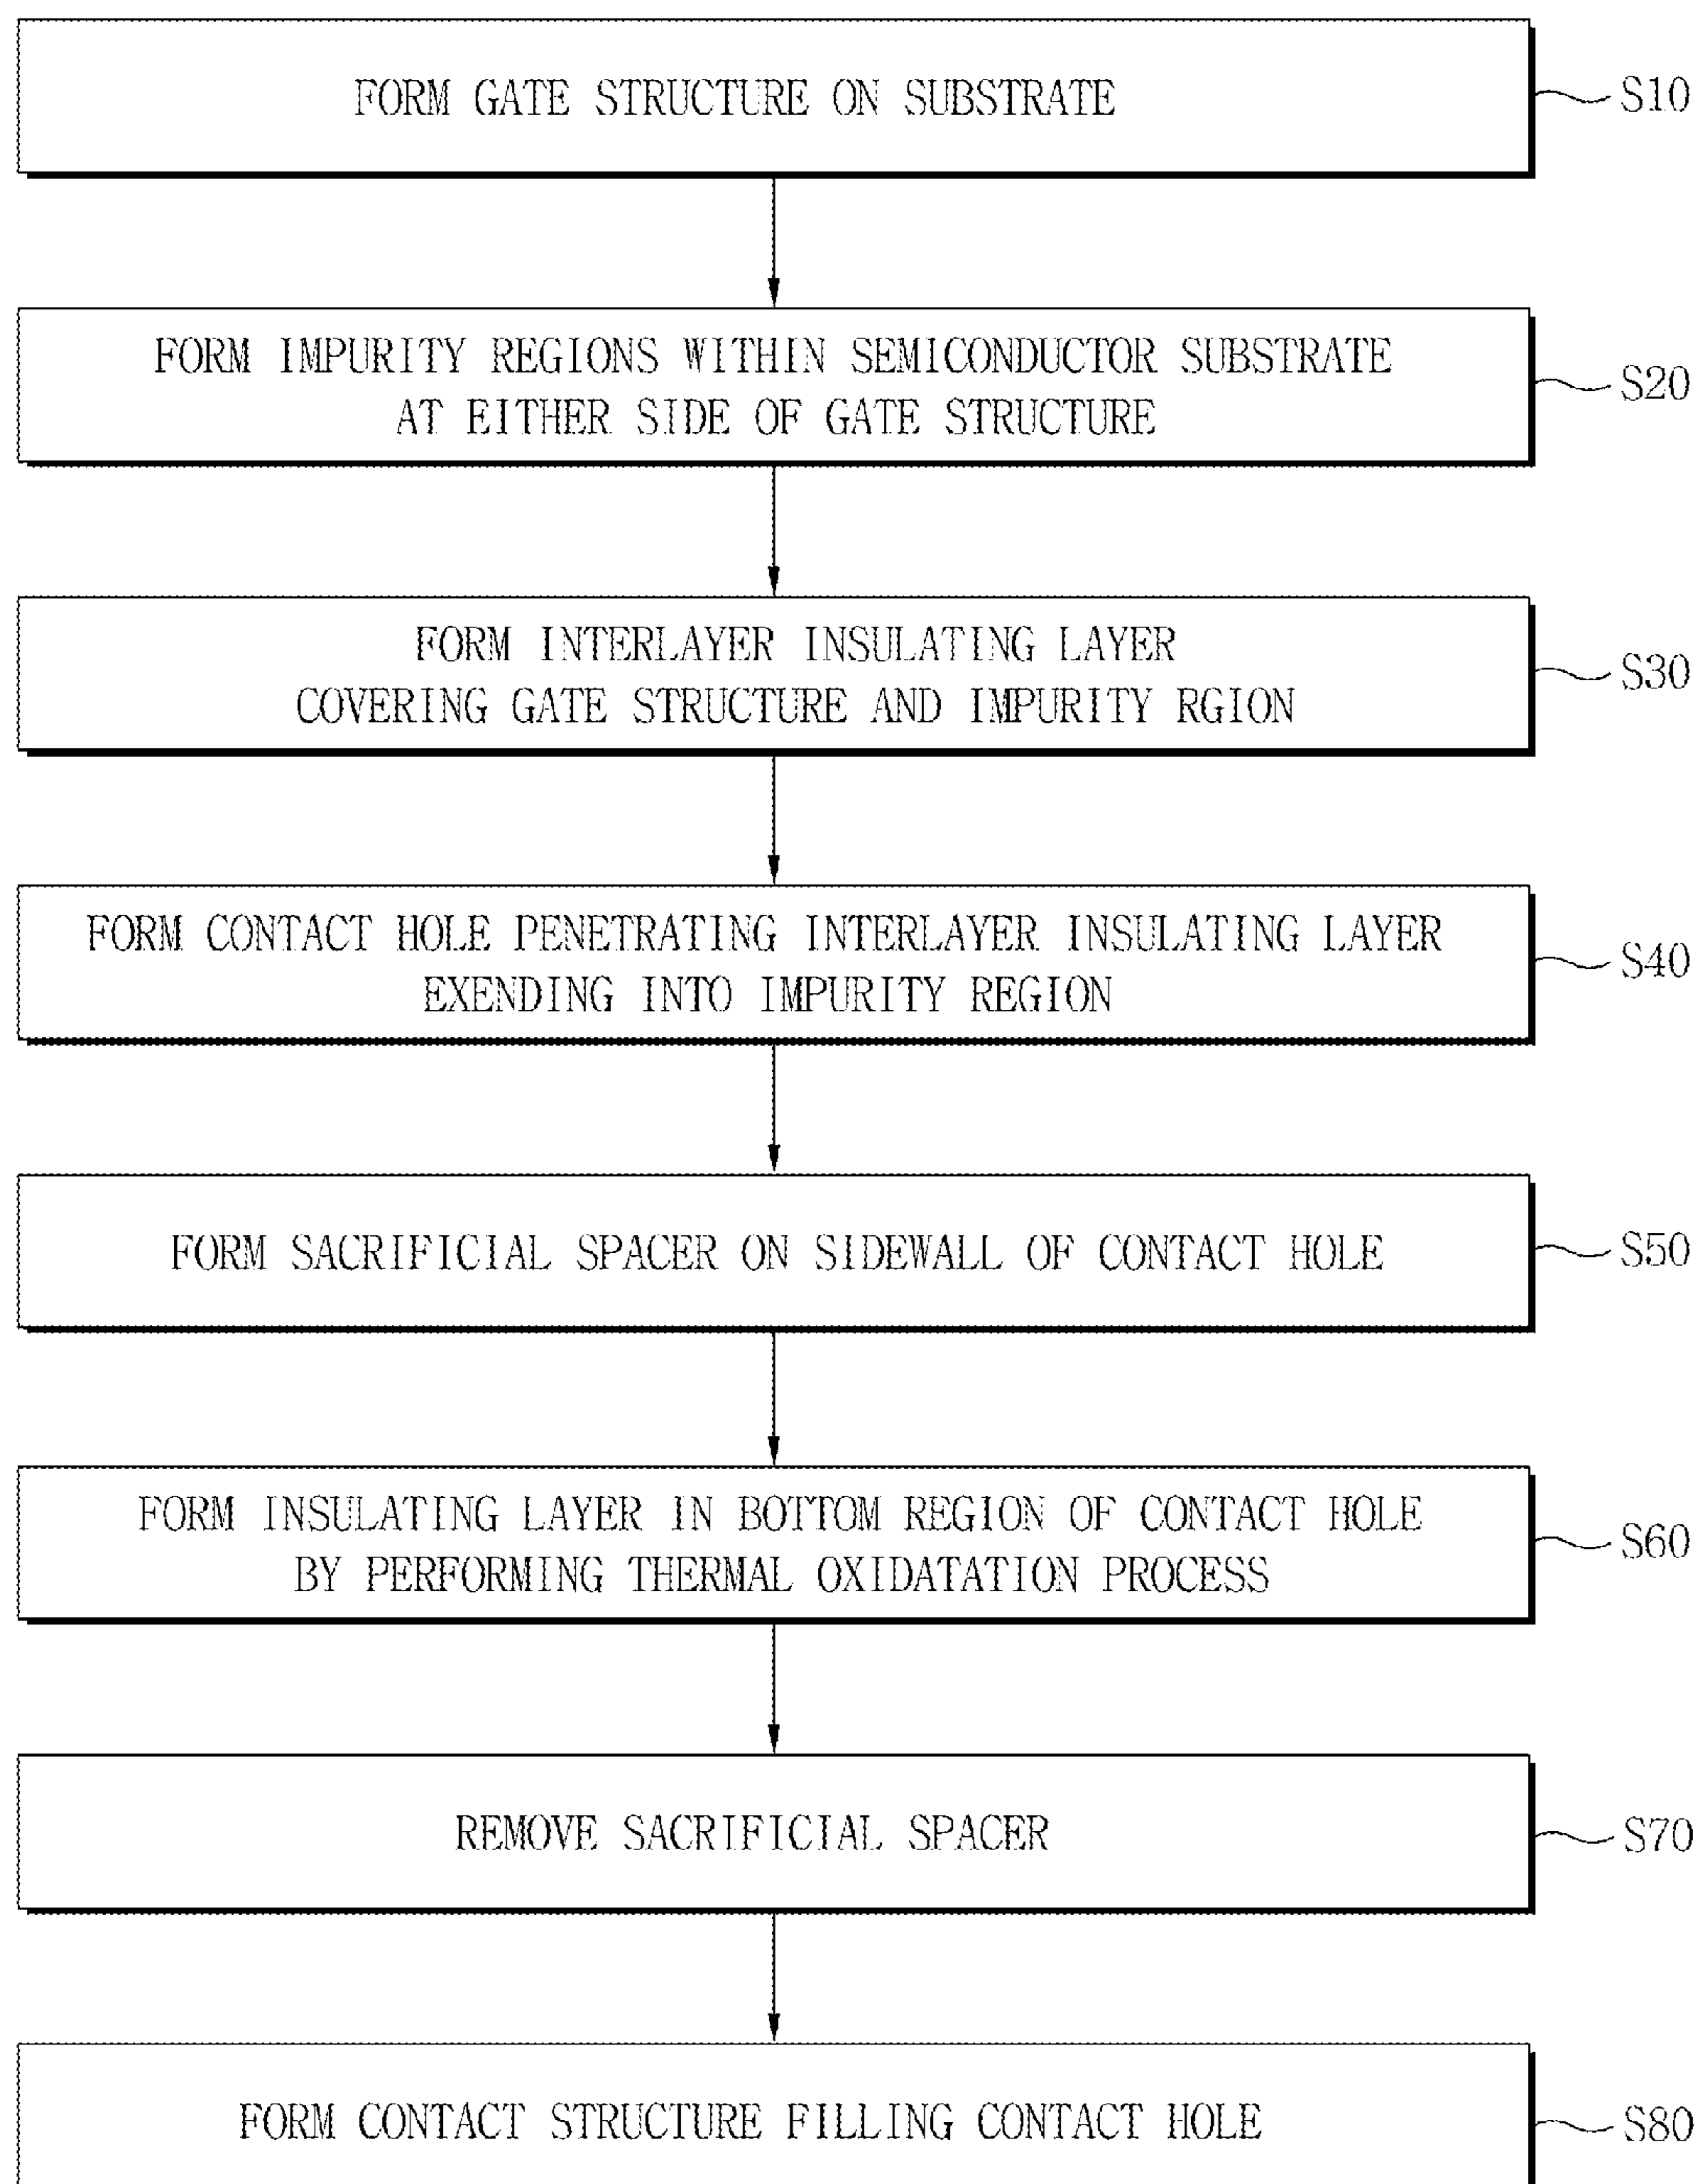 FORM GATE STRUCTURE ON SUBSTRATE
S10
FORM IMPURITY REGIONS WITHIN SEMICONDUCTOR SUBSTRATE
AT EITHER SIDE OF GATE STRUCTURE
S20
FORM INTERLAYER INSULATING LAYER
COVERING GATE STRUCTURE AND IMPURITY RGION
S30
FORM CONTACT HOLE PENETRATING INTERLAYER INSULATING LAYER
EXENDING INTO IMPURITY REGION
S40
FORM SACRIFICIAL SPACER ON SIDEWALL OF CONTACT HOLE
S50
FORM INSULATING LAYER IN BOTTOM REGION OF CONTACT HOLE
BY PERFORMING THERMAL OXIDATATION PROCESS
S60
REMOVE SACRIFICIAL SPACER
S70
FORM CONTACT STRUCTURE FILLING CONTACT HOLE
S80